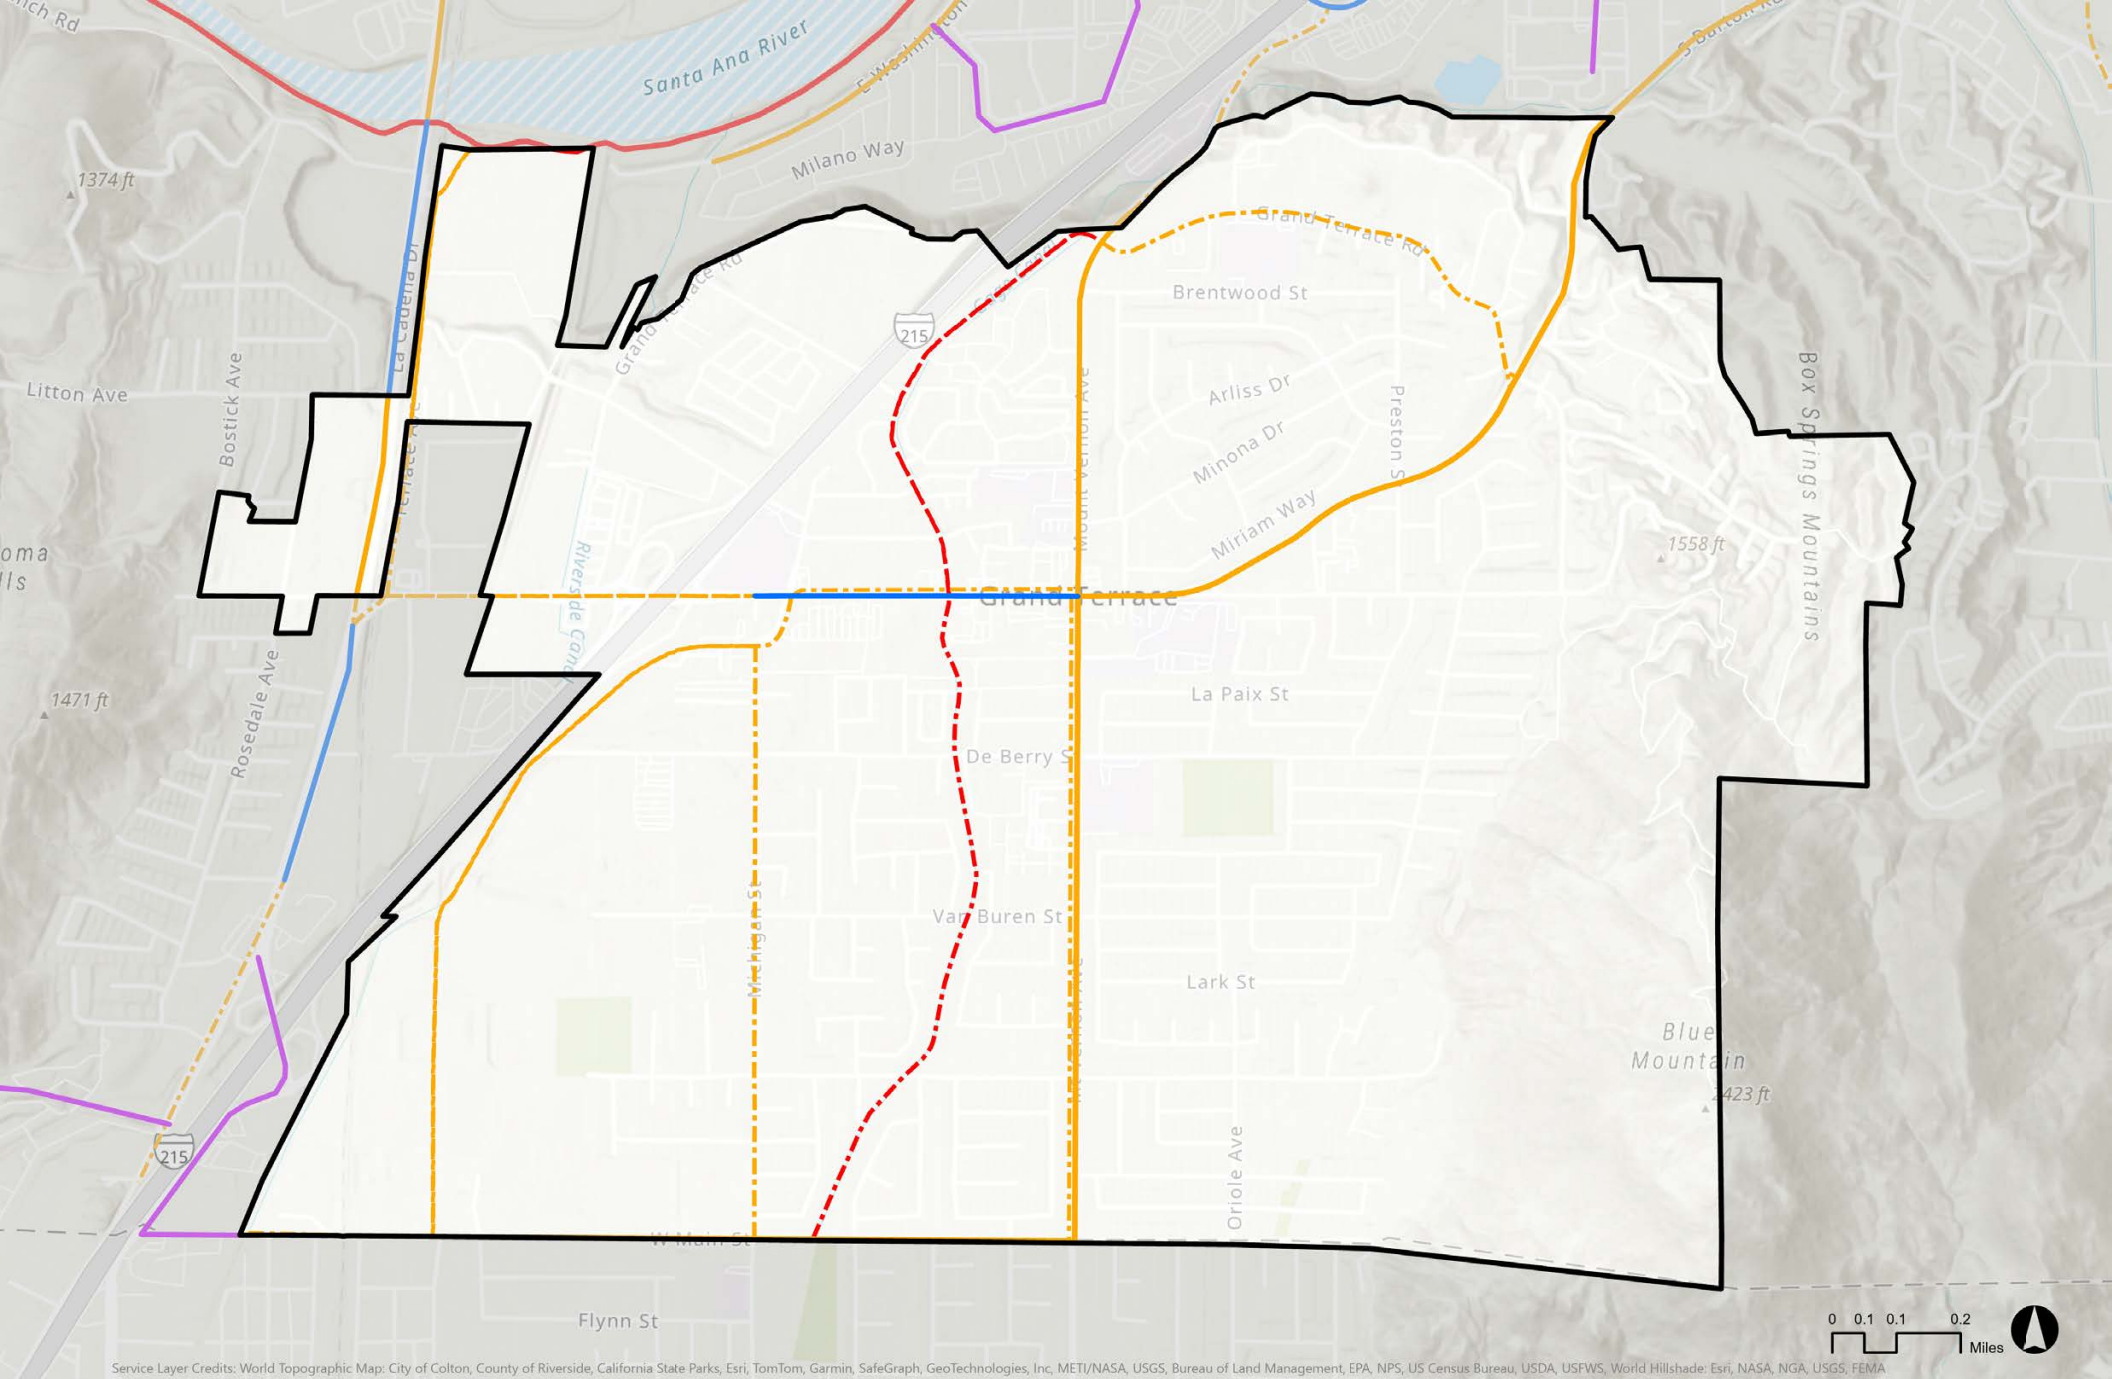 Santa Ana River
Milano Way
1374 ft
Grand Terrace Rd
La Cadena Dr
Grand Terrace Rd
Brentwood St
215
Litton Ave
Bostick Ave
Mount Vernon Ave
Arliss Dr
Preston S
Minona Dr
Box Springs Mountains
Miriam Way
1558 ft
oma
lls
Riverside Canal
Grand Terrace
Rosedale Ave
1471 ft
La Paix St
De Berry S
Michigan St
Van Buren St
Lark St
Blue
Mountain
2423 ft
215
Oriole Ave
W Main St
Flynn St
0 0.1 0.1 0.2
Miles
Service Layer Credits: World Topographic Map: City of Colton, County of Riverside, California State Parks, Esri, TomTom, Garmin, SafeGraph, GeoTechnologies, Inc, METI/NASA, USGS, Bureau of Land Management, EPA, NPS, US Census Bureau, USDA, USFWS, World Hillshade: Esri, NASA, NGA, USGS, FEMA